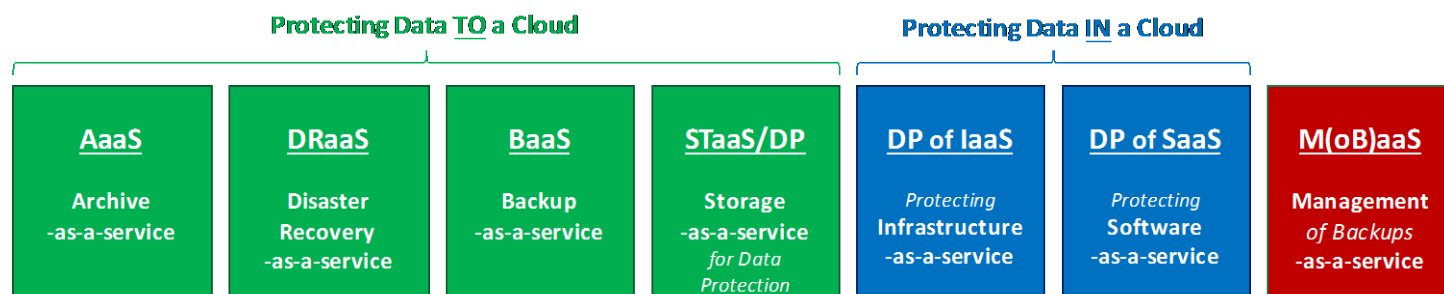 Protecting Data TO a Cloud
Protecting Data IN a Cloud
AaaS
Archive
-as-a-service
DRaaS
Disaster
Recovery
-as-a-service
BaaS
Backup
-as-a-service
STaaS/DP
Storage
-as-a-service
for Data
Protection
DP of IaaS
Protecting
Infrastructure
-as-a-service
DP of SaaS
Protecting
Software
-as-a-service
M(oB)aaS
Management
of Backups
-as-a-service